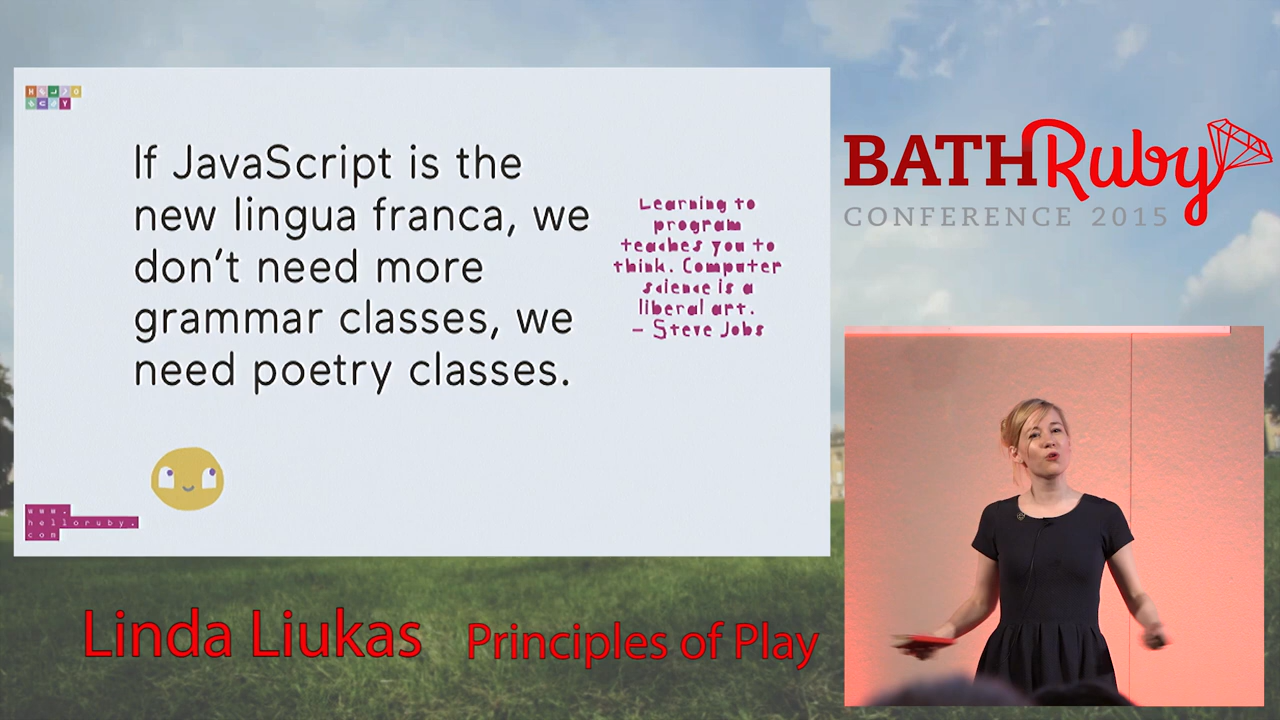 HELLO
RUBY
If JavaScript is the
new lingua franca, we
don't need more
grammar classes, we
need poetry classes.
Learning to
program
teaches you to
think. Computer
science is a
liberal art.
– Steve Jobs
www.
helloruby.
com
BATHRuby
CONFERENCE 2015
Linda Liukas
Principles of Play